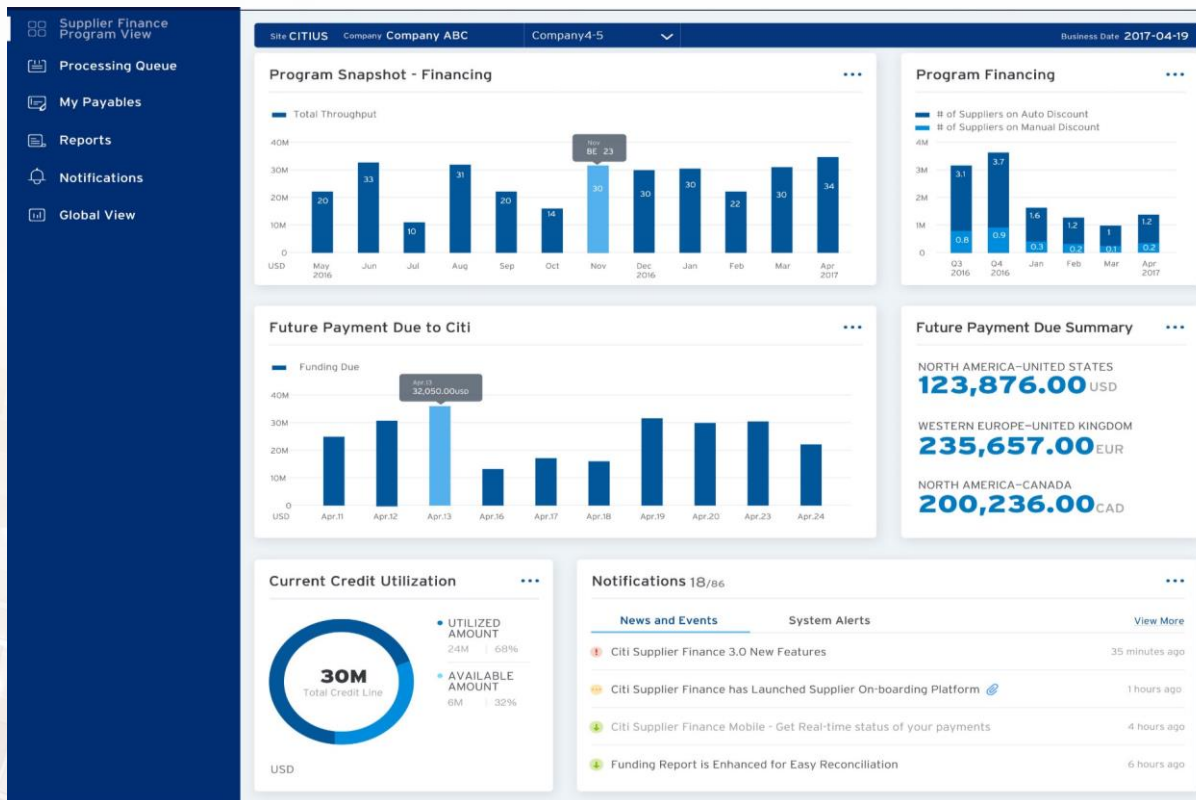 Supplier Finance
Program View
Processing Queue
My Payables
Reports
Notifications
Global View
Site CITIUS Company Company ABC Company4-5 Business Date 2017-04-19
Program Snapshot - Financing
Total Throughput
Nov
BE 23
40M
30M
20M
10M
0
USD
20 33 10 31 20 14 30 30 30 22 30 34
May Jun Jul Aug Sep Oct Nov Dec Jan Feb Mar Apr
2016 2016 2017
Program Financing
# of Suppliers on Auto Discount
# of Suppliers on Manual Discount
4M
3M
2M
1M
0
3.1 3.7 1.6 1.2 1 1.2
0.8 0.9 0.3 0.2 0.1 0.2
Q3 Q4 Jan Feb Mar Apr
2016 2016 2017
Future Payment Due to Citi
Funding Due
Apr.13
32,050.00usd
40M
30M
20M
10M
0
USD Apr.11 Apr.12 Apr.13 Apr.16 Apr.17 Apr.18 Apr.19 Apr.20 Apr.23 Apr.24
Future Payment Due Summary
NORTH AMERICA–UNITED STATES
123,876.00 USD
WESTERN EUROPE–UNITED KINGDOM
235,657.00 EUR
NORTH AMERICA–CANADA
200,236.00 CAD
Current Credit Utilization
30M
Total Credit Line
UTILIZED
AMOUNT
24M | 68%
AVAILABLE
AMOUNT
6M | 32%
USD
Notifications 18/86
News and Events System Alerts View More
Citi Supplier Finance 3.0 New Features 35 minutes ago
Citi Supplier Finance has Launched Supplier On-boarding Platform 1 hours ago
Citi Supplier Finance Mobile - Get Real-time status of your payments 4 hours ago
Funding Report is Enhanced for Easy Reconciliation 6 hours ago